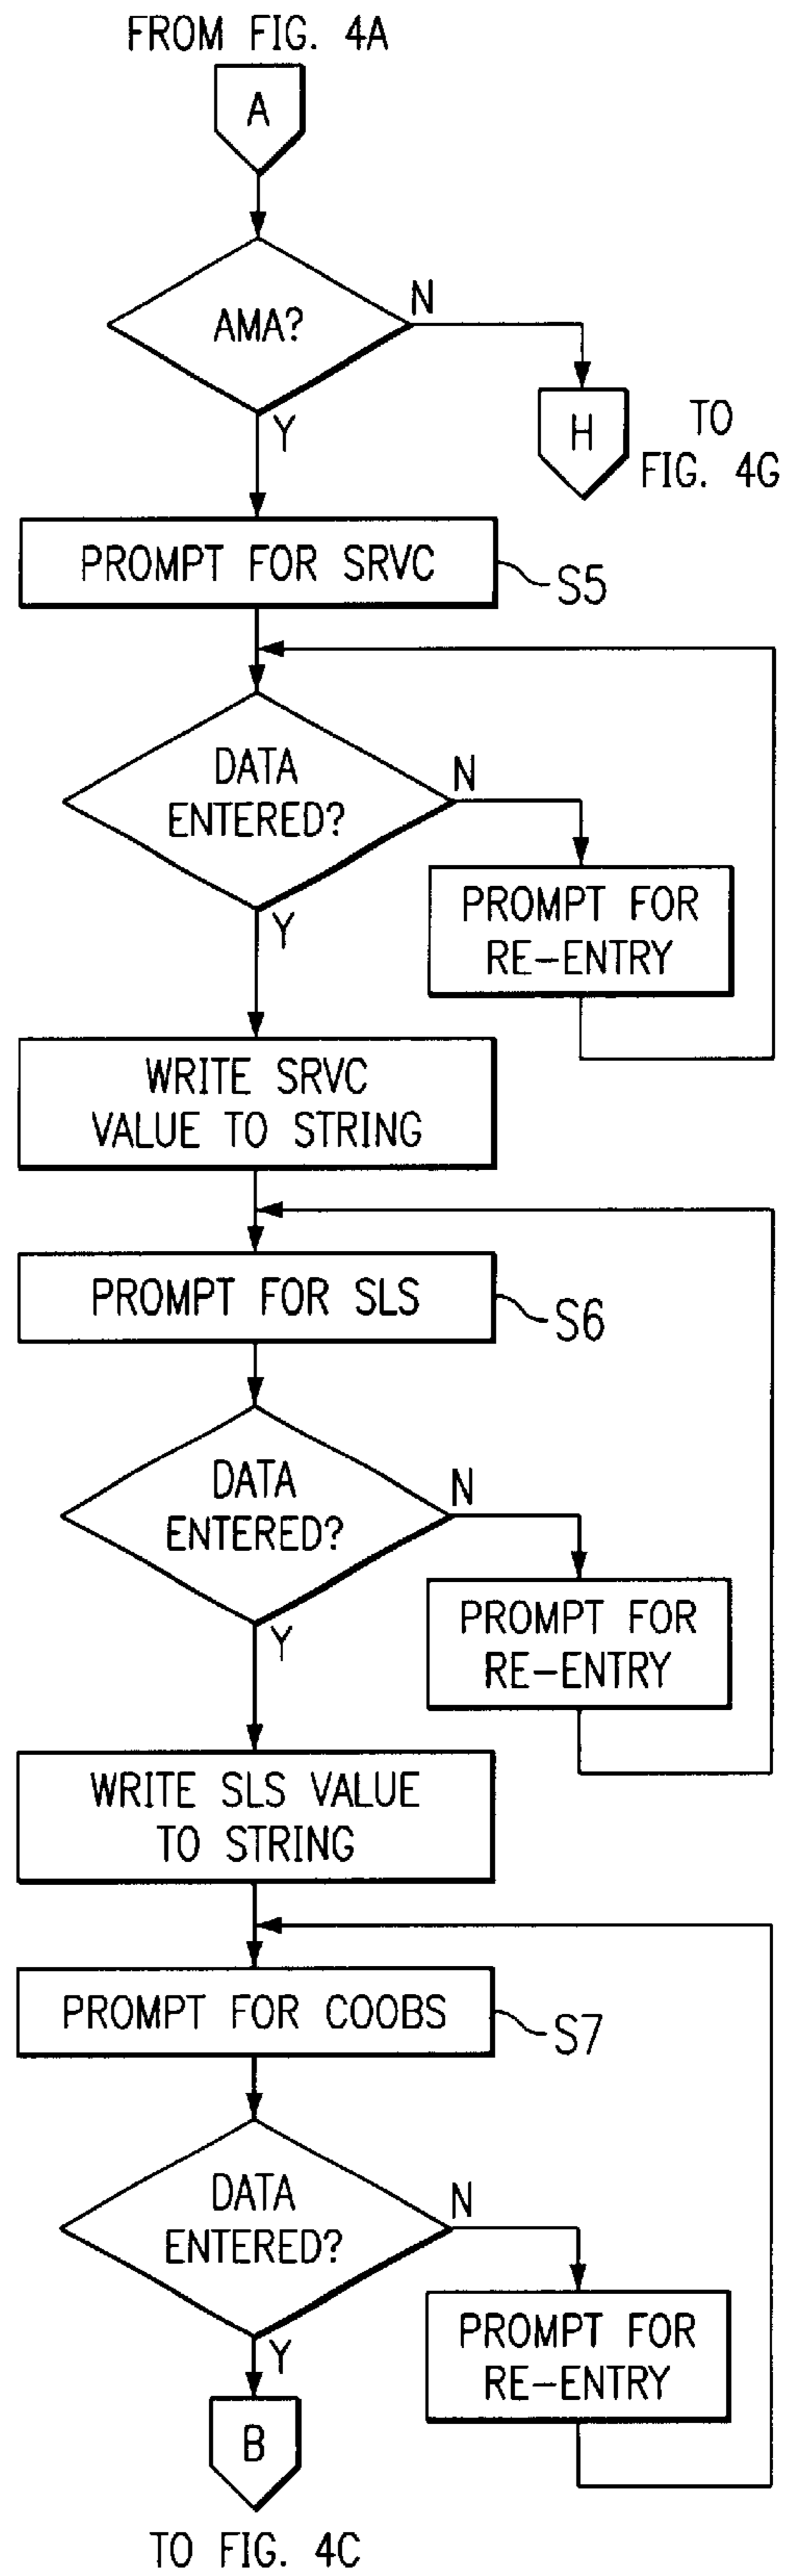 FROM FIG. 4A
A
AMA?
N
Y
H
TO
FIG. 4G
PROMPT FOR SRVC
S5
DATA
ENTERED?
N
Y
PROMPT FOR
RE-ENTRY
WRITE SRVC
VALUE TO STRING
PROMPT FOR SLS
S6
DATA
ENTERED?
N
Y
PROMPT FOR
RE-ENTRY
WRITE SLS VALUE
TO STRING
PROMPT FOR COOBS
S7
DATA
ENTERED?
N
Y
PROMPT FOR
RE-ENTRY
B
TO FIG. 4C